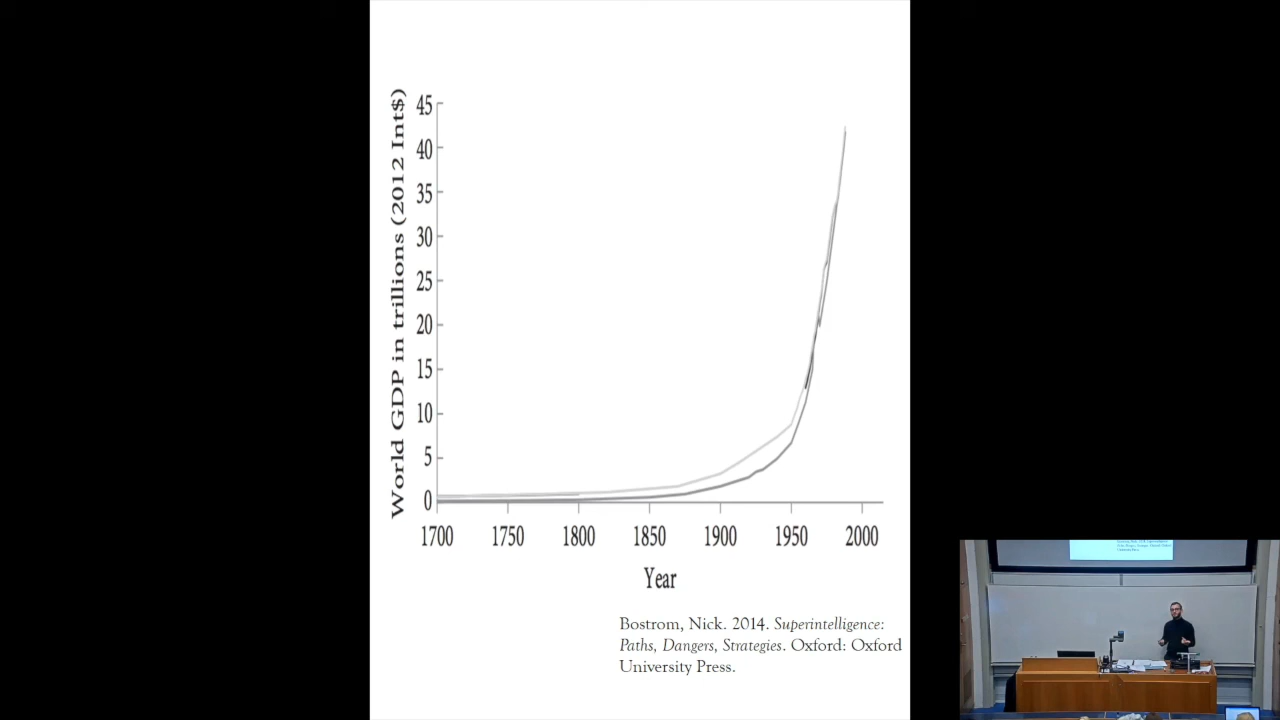 World GDP in trillions (2012 Int$)
45
40
35
30
25
20
15
10
5
0
1700 1750 1800 1850 1900 1950 2000
Year
Bostrom, Nick. 2014. Superintelligence:
Paths, Dangers, Strategies. Oxford: Oxford
University Press.